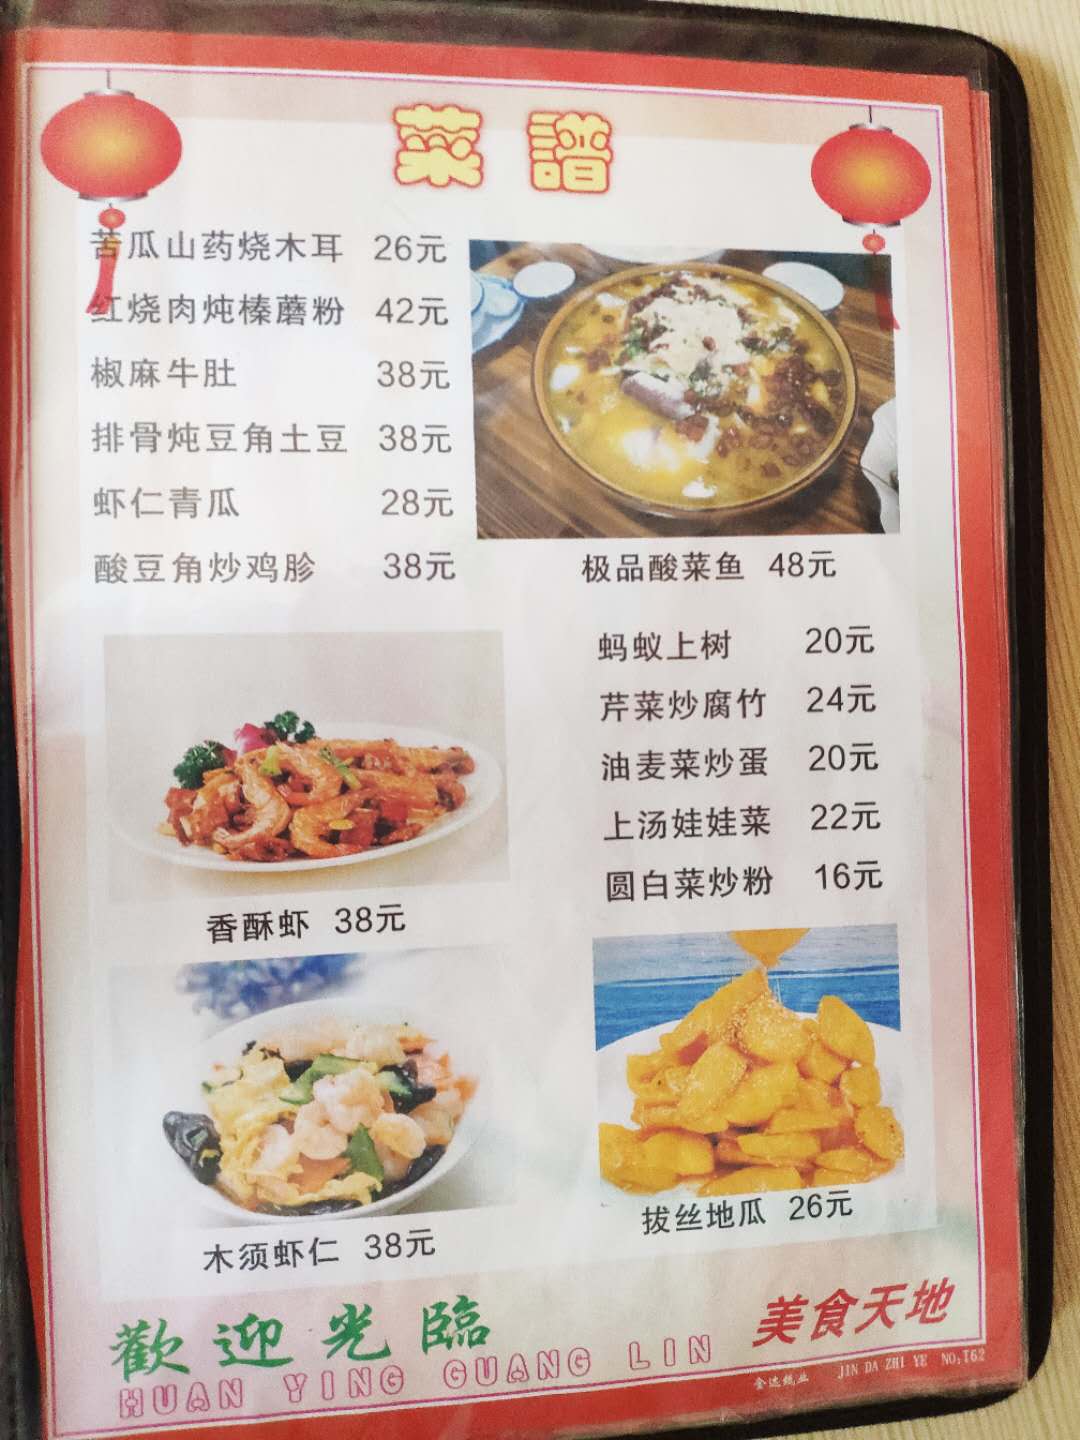 菜 譜
苦瓜山药烧木耳 26元
红烧肉炖榛蘑粉 42元
椒麻牛肚 38元
排骨炖豆角土豆 38元
虾仁青瓜 28元
酸豆角炒鸡胗 38元
极品酸菜鱼 48元
蚂蚁上树 20元
芹菜炒腐竹 24元
油麦菜炒蛋 20元
上汤娃娃菜 22元
圆白菜炒粉 16元
香酥虾 38元
木须虾仁 38元
拔丝地瓜 26元
歡迎光臨
HUAN YING GUANG LIN
美食天地
金达纸业 JIN DA ZHI YE NO,T62